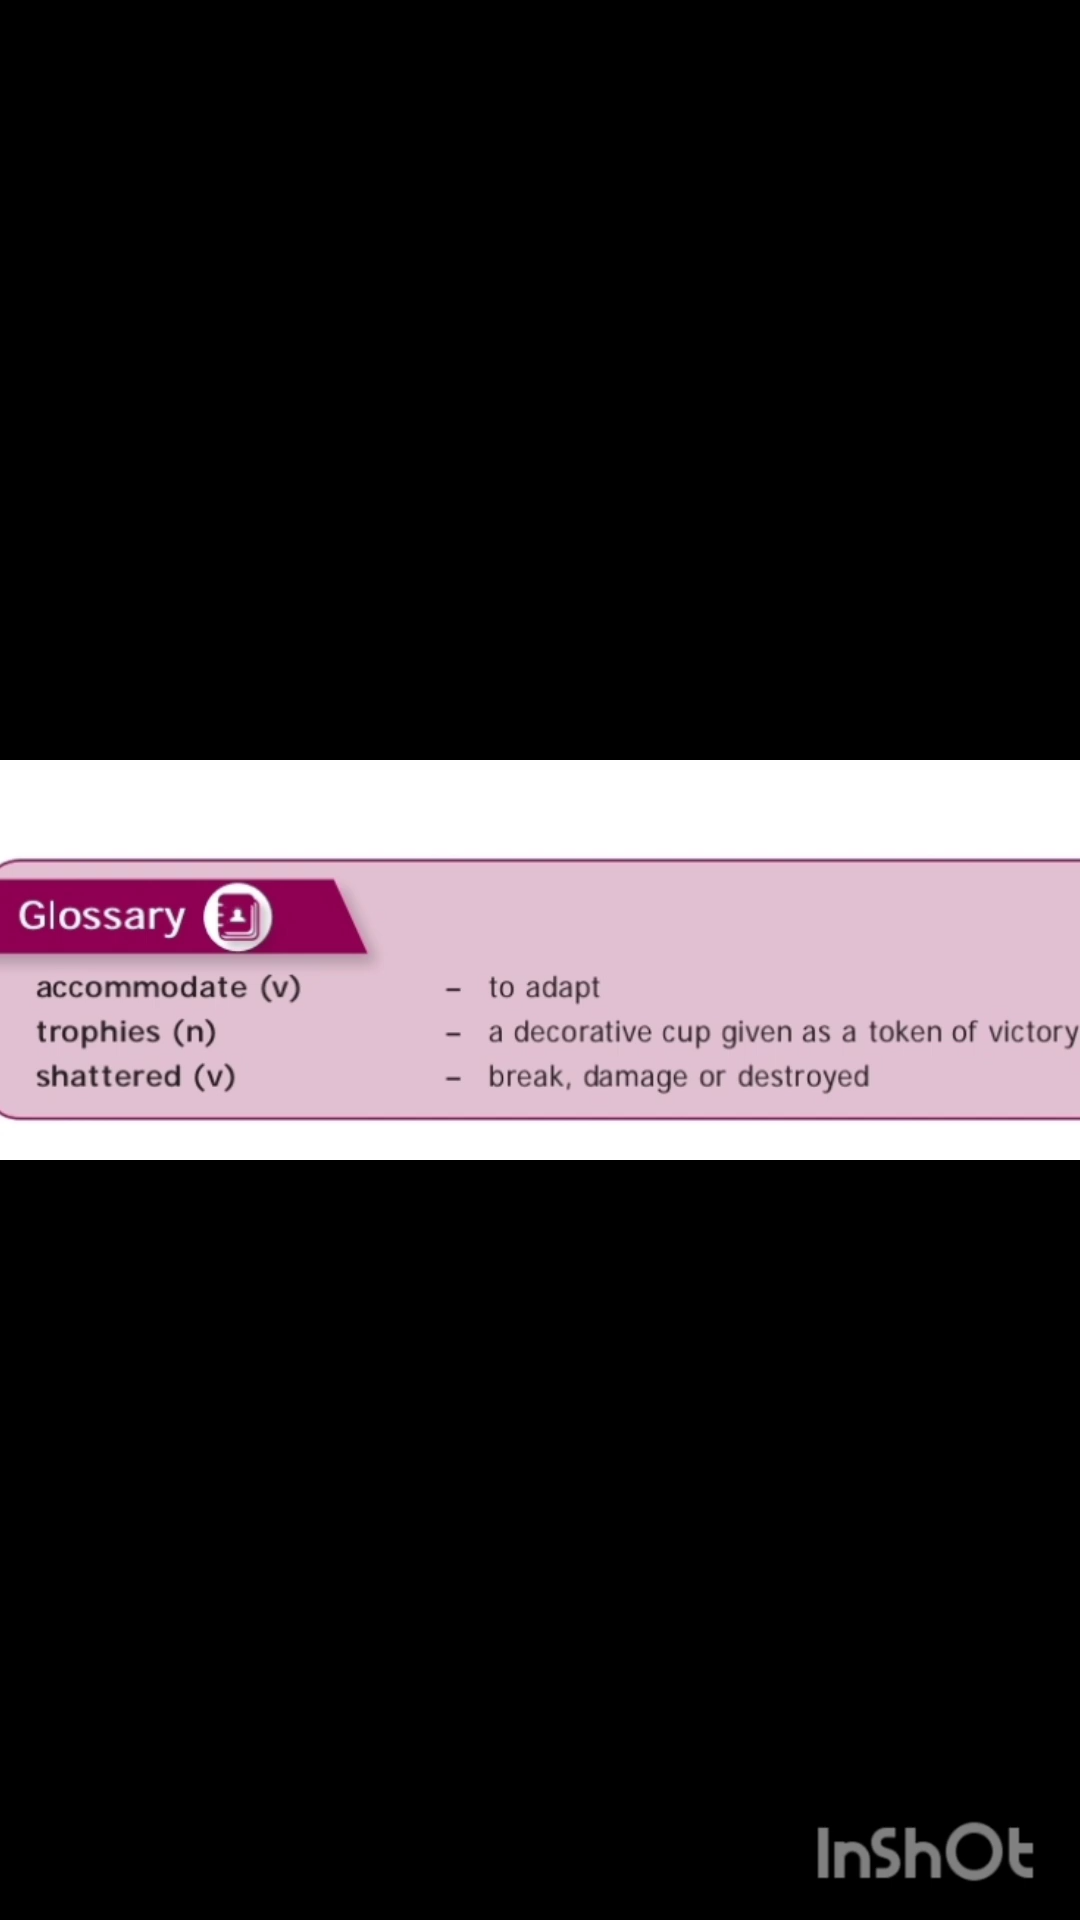 Glossary
accommodate (v) – to adapt
trophies (n) – a decorative cup given as a token of victory
shattered (v) – break, damage or destroyed
InShOt